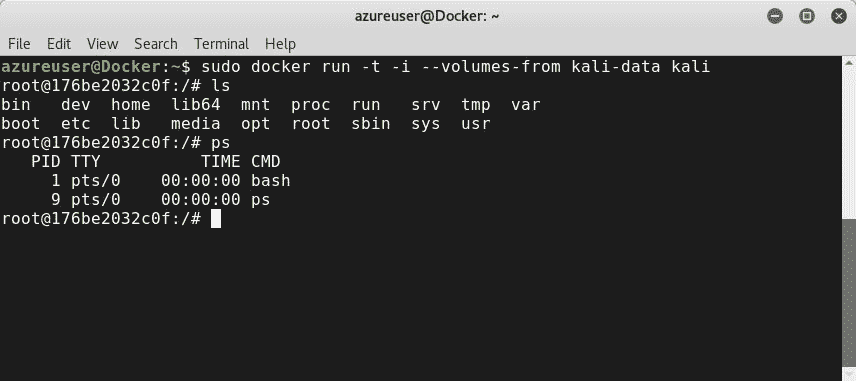 azureuser@Docker: ~
File Edit View Search Terminal Help
azureuser@Docker:~$ sudo docker run -t -i --volumes-from kali-data kali
root@176be2032c0f:/# ls
bin   dev  home  lib64  mnt  proc  run   srv  tmp  var
boot  etc  lib   media  opt  root  sbin  sys  usr
root@176be2032c0f:/# ps
   PID TTY          TIME CMD
     1 pts/0    00:00:00 bash
     9 pts/0    00:00:00 ps
root@176be2032c0f:/#